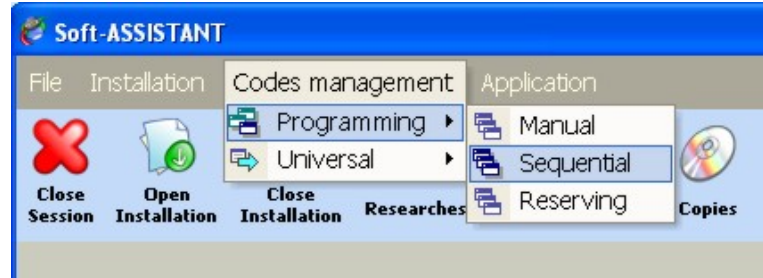 Soft-ASSISTANT
File Installation Codes management Application
Programming Manual
Universal Sequential
Reserving
Close Session
Open Installation
Close Installation
Researches
Copies